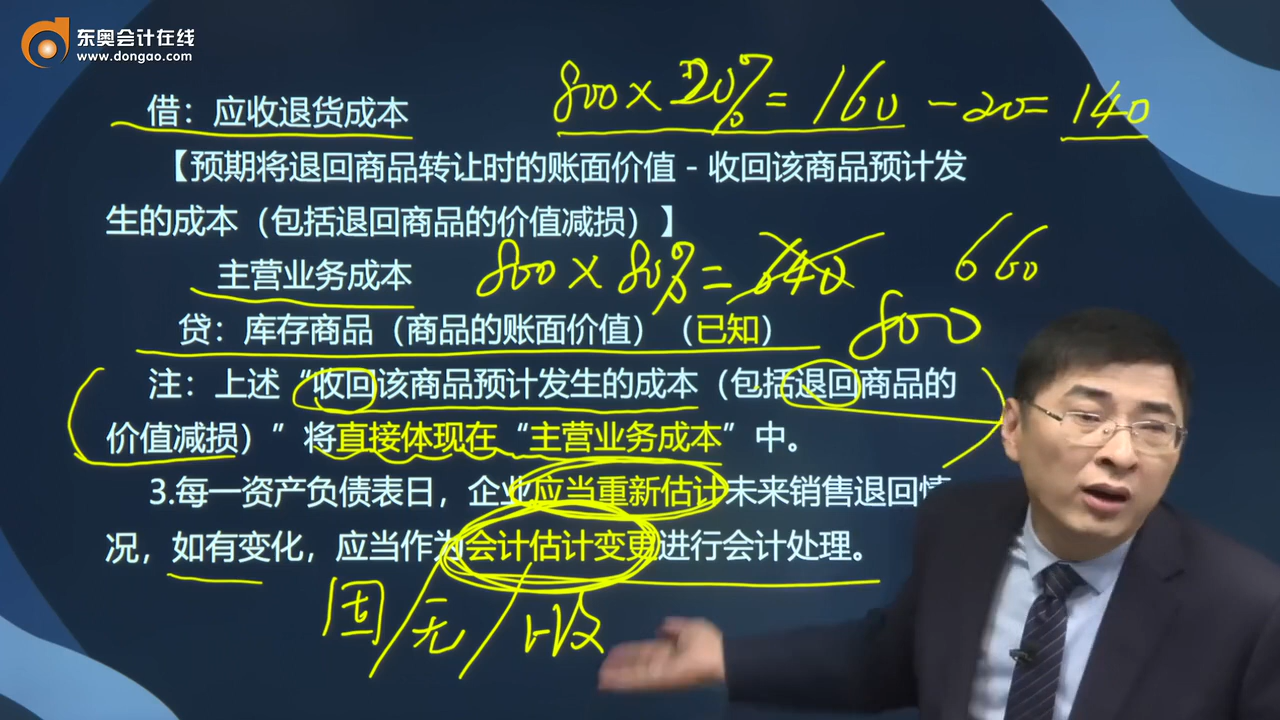 东奥会计在线
www.dongao.com
借：应收退货成本 800×20%=160-20=140
【预期将退回商品转让时的账面价值－收回该商品预计发
生的成本（包括退回商品的价值减损）】
主营业务成本 800×80%=640 660
贷：库存商品（商品的账面价值）（已知） 800
注：上述“收回该商品预计发生的成本（包括退回商品的
价值减损）”将直接体现在“主营业务成本”中。
3.每一资产负债表日，企业应当重新估计未来销售退回情
况，如有变化，应当作为会计估计变更进行会计处理。
固/无/